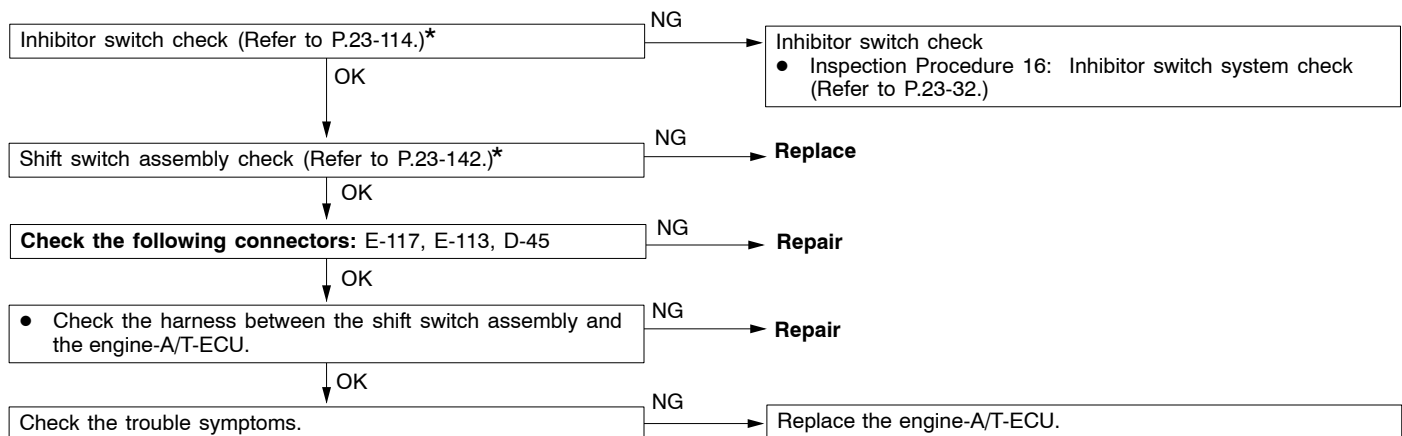 Inhibitor switch check (Refer to P.23-114.)*
NG
Inhibitor switch check
● Inspection Procedure 16: Inhibitor switch system check
(Refer to P.23-32.)
OK
Shift switch assembly check (Refer to P.23-142.)*
NG
Replace
OK
Check the following connectors: E-117, E-113, D-45
NG
Repair
OK
● Check the harness between the shift switch assembly and
the engine-A/T-ECU.
NG
Repair
OK
Check the trouble symptoms.
NG
Replace the engine-A/T-ECU.